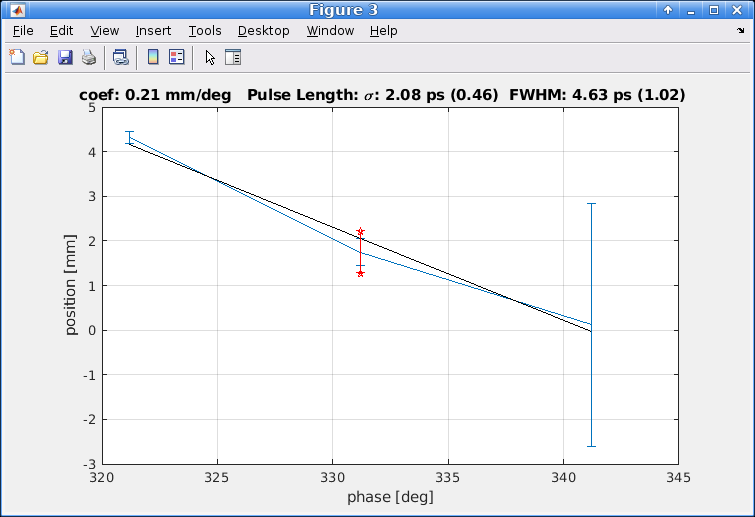 Figure 3
File Edit View Insert Tools Desktop Window Help
coef: 0.21 mm/deg Pulse Length: σ: 2.08 ps (0.46) FWHM: 4.63 ps (1.02)
5
4
3
2
1
0
-1
-2
-3
position [mm]
320 325 330 335 340 345
phase [deg]